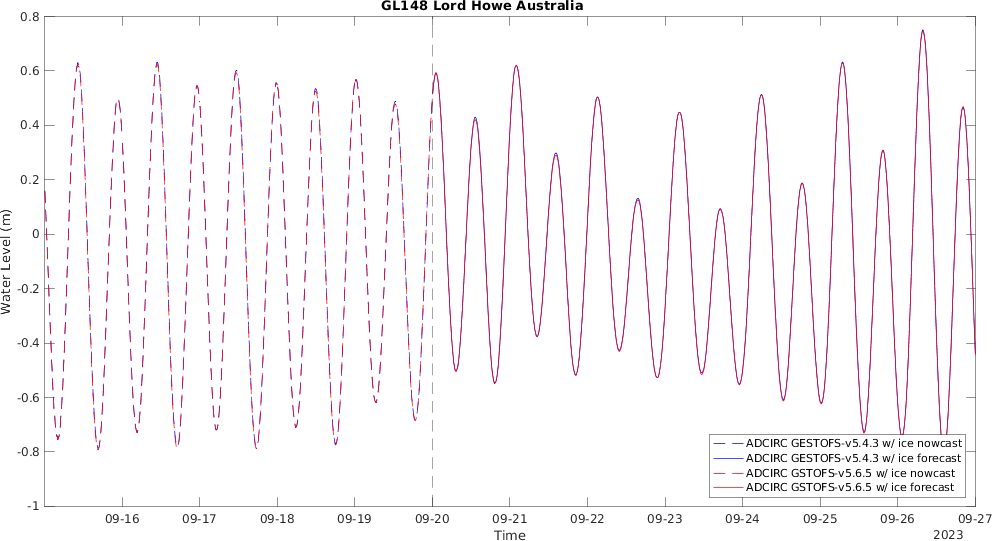 GL148 Lord Howe Australia
0.8
0.6
0.4
0.2
0
-0.2
-0.4
-0.6
-0.8
-1
Water Level (m)
ADCIRC GESTOFS-v5.4.3 w/ ice nowcast
ADCIRC GESTOFS-v5.4.3 w/ ice forecast
ADCIRC GSTOFS-v5.6.5 w/ ice nowcast
ADCIRC GSTOFS-v5.6.5 w/ ice forecast
09-16 09-17 09-18 09-19 09-20 09-21 09-22 09-23 09-24 09-25 09-26 09-27
Time
2023